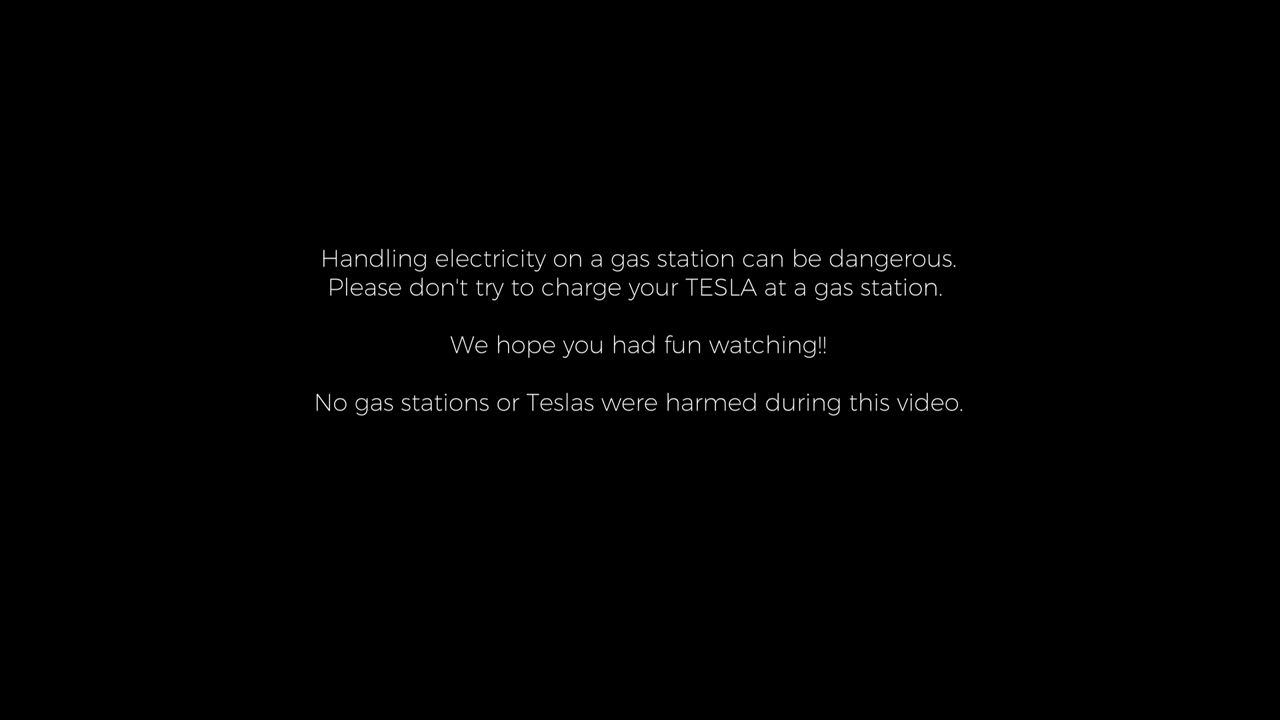 Handling electricity on a gas station can be dangerous.
Please don't try to charge your TESLA at a gas station.
We hope you had fun watching!!
No gas stations or Teslas were harmed during this video.